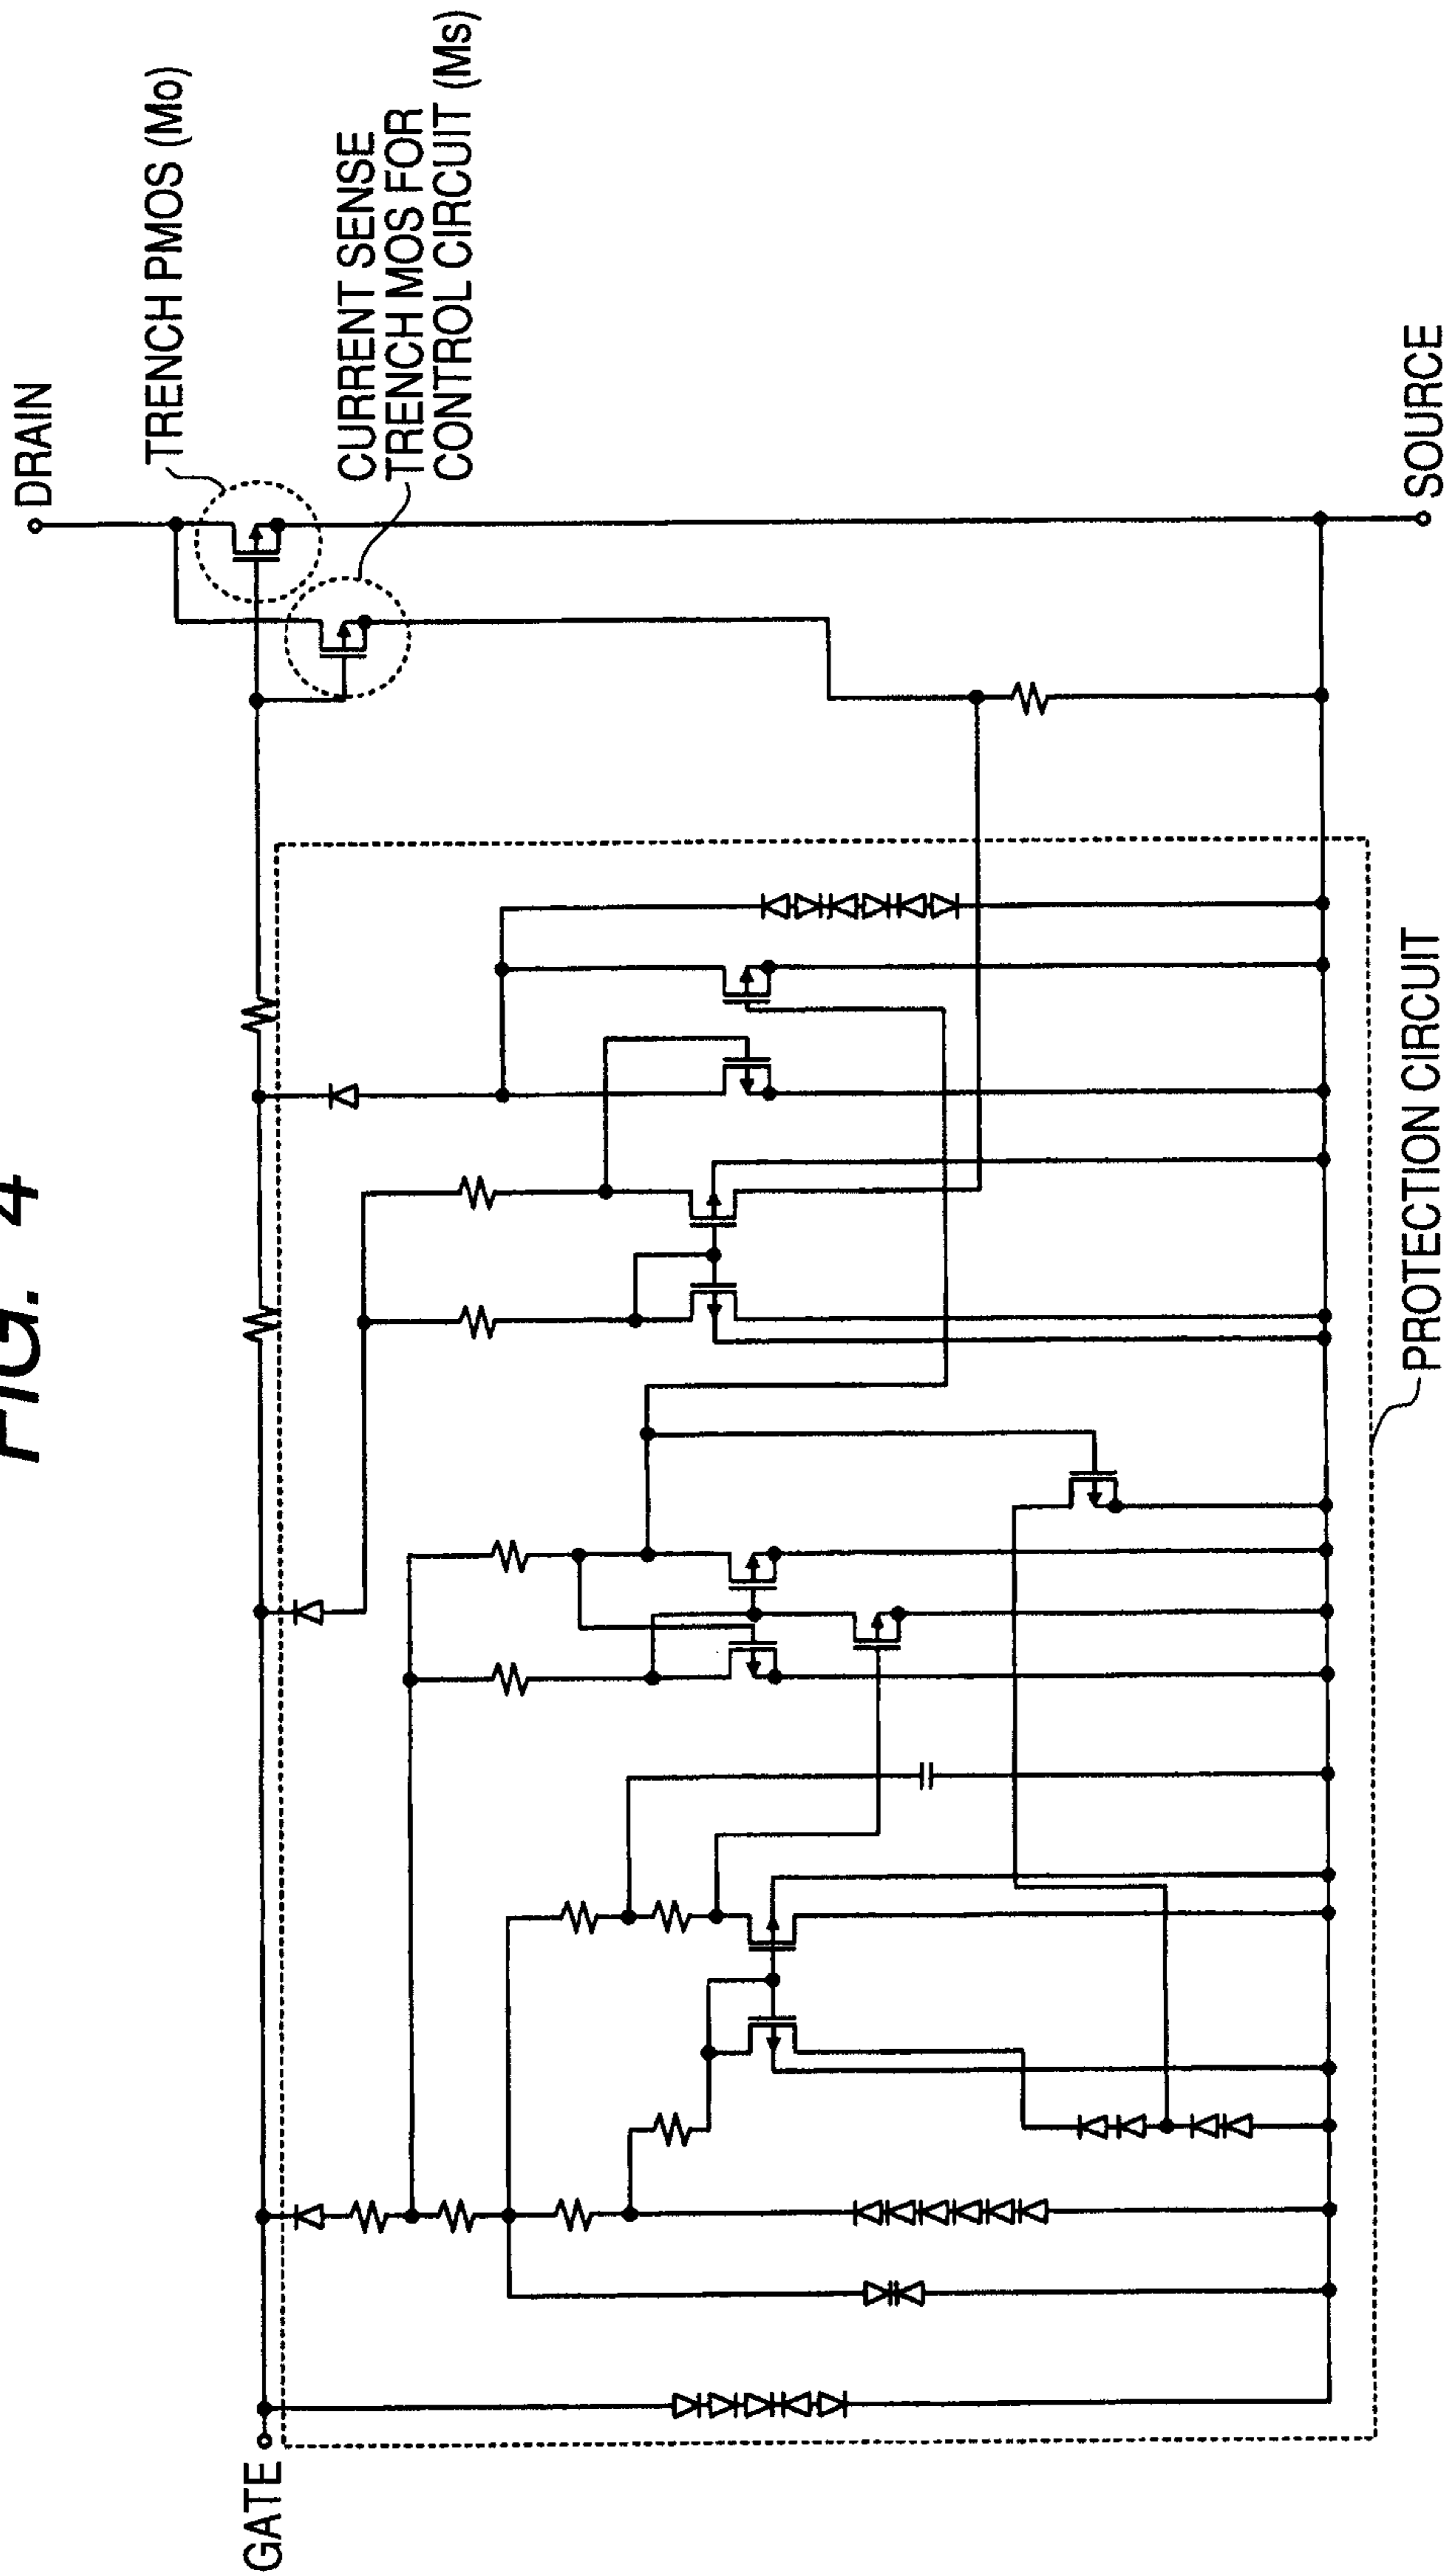 FIG. 4
DRAIN
TRENCH PMOS (Mo)
CURRENT SENSE
TRENCH MOS FOR
CONTROL CIRCUIT (Ms)
GATE
PROTECTION CIRCUIT
SOURCE